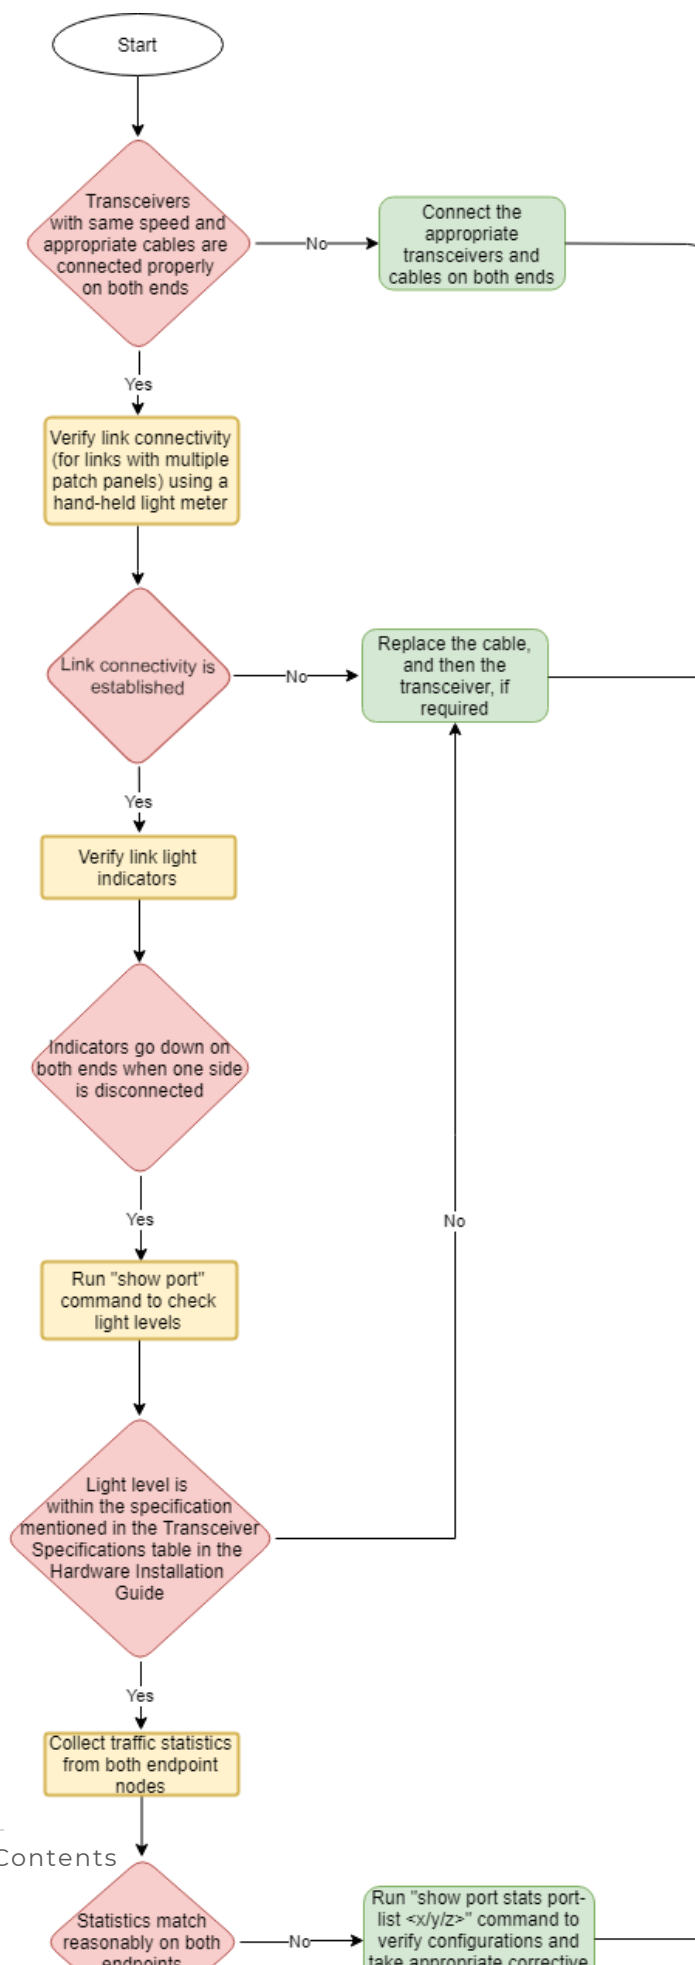 Start
Transceivers
with same speed and
appropriate cables are
connected properly
on both ends
No
Connect the
appropriate
transceivers and
cables on both ends
Yes
Verify link connectivity
(for links with multiple
patch panels) using a
hand-held light meter
Link connectivity is
established
No
Replace the cable,
and then the
transceiver, if
required
Yes
Verify link light
indicators
Indicators go down on
both ends when one side
is disconnected
Yes
No
Run "show port"
command to check
light levels
Light level is
within the specification
mentioned in the Transceiver
Specifications table in the
Hardware Installation
Guide
Yes
Collect traffic statistics
from both endpoint
nodes
Contents
Statistics match
reasonably on both
endpoints
No
Run "show port stats port-
list <x/y/z>" command to
verify configurations and
take appropriate corrective